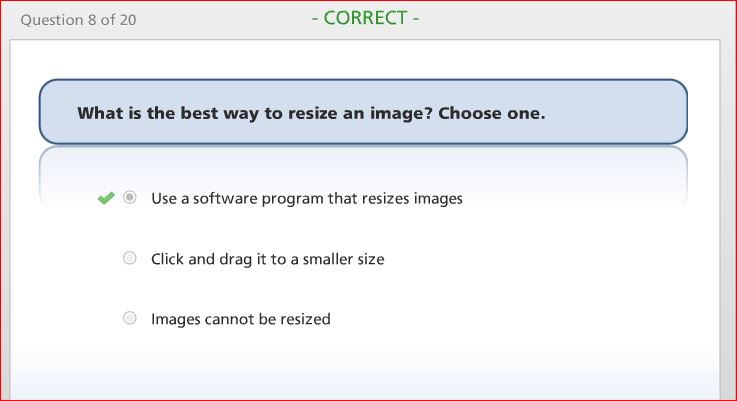 Question 8 of 20
- CORRECT -
What is the best way to resize an image? Choose one.
Use a software program that resizes images
Click and drag it to a smaller size
Images cannot be resized